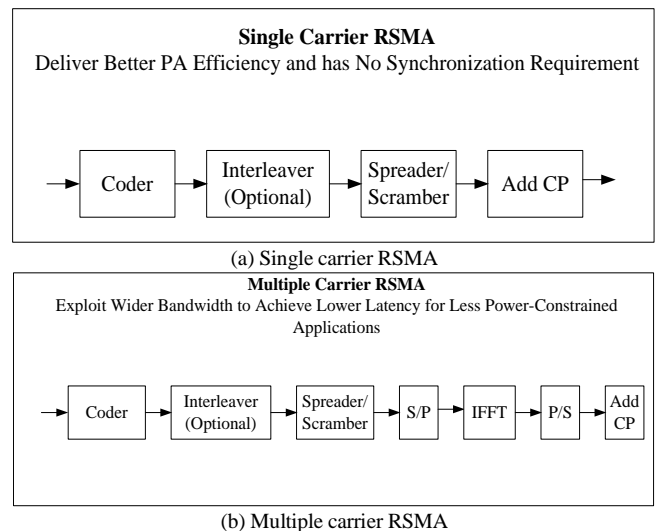 Single Carrier RSMA
Deliver Better PA Efficiency and has No Synchronization Requirement
Coder
Interleaver
(Optional)
Spreader/
Scramber
Add CP
(a) Single carrier RSMA
Multiple Carrier RSMA
Exploit Wider Bandwidth to Achieve Lower Latency for Less Power-Constrained
Applications
Coder
Interleaver
(Optional)
Spreader/
Scramber
S/P
IFFT
P/S
Add
CP
(b) Multiple carrier RSMA